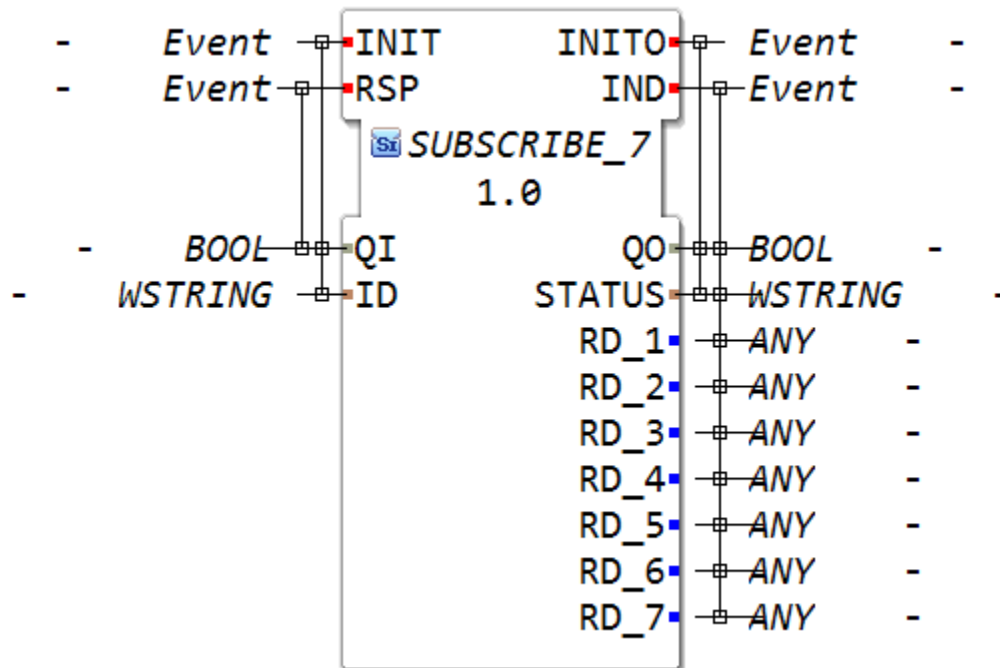 - Event INIT INITO Event -
- Event RSP IND Event -
Si SUBSCRIBE_7
1.0
- BOOL QI QO BOOL -
- WSTRING ID STATUS WSTRING -
RD_1 ANY -
RD_2 ANY -
RD_3 ANY -
RD_4 ANY -
RD_5 ANY -
RD_6 ANY -
RD_7 ANY -